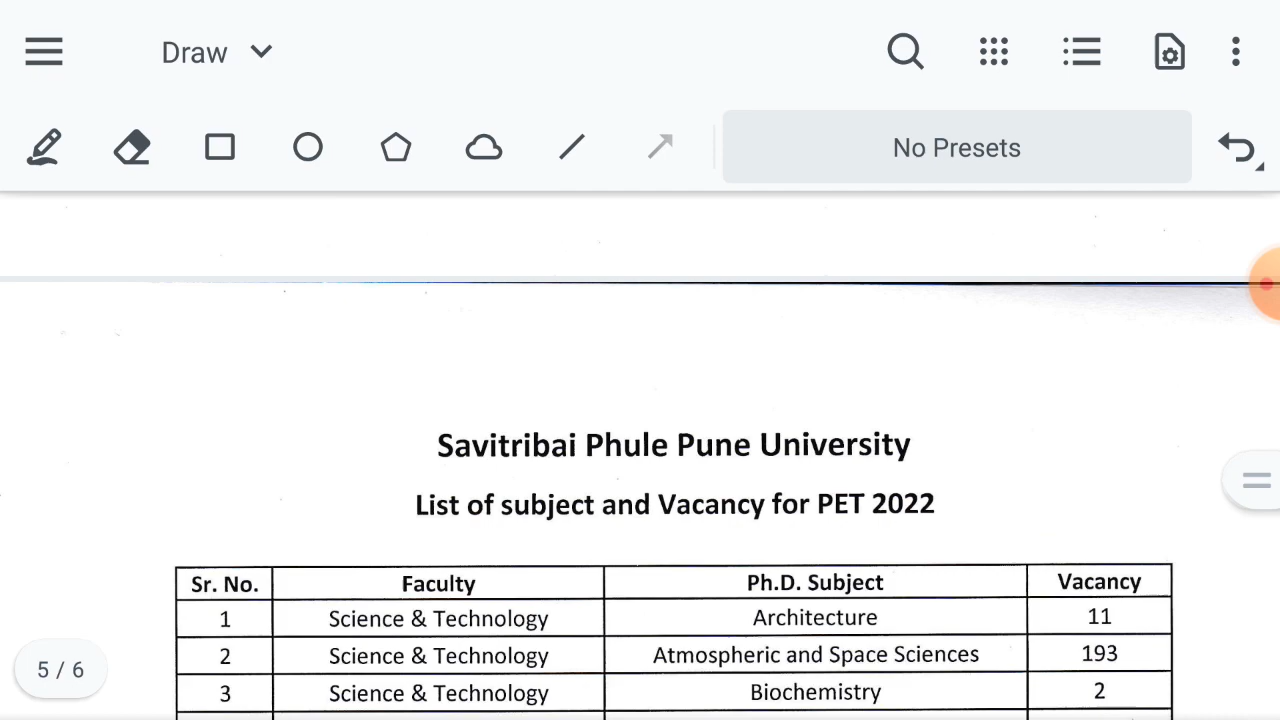 Draw
No Presets
Savitribai Phule Pune University
List of subject and Vacancy for PET 2022
Sr. No. Faculty Ph.D. Subject Vacancy
1 Science & Technology Architecture 11
2 Science & Technology Atmospheric and Space Sciences 193
3 Science & Technology Biochemistry 2
5 / 6